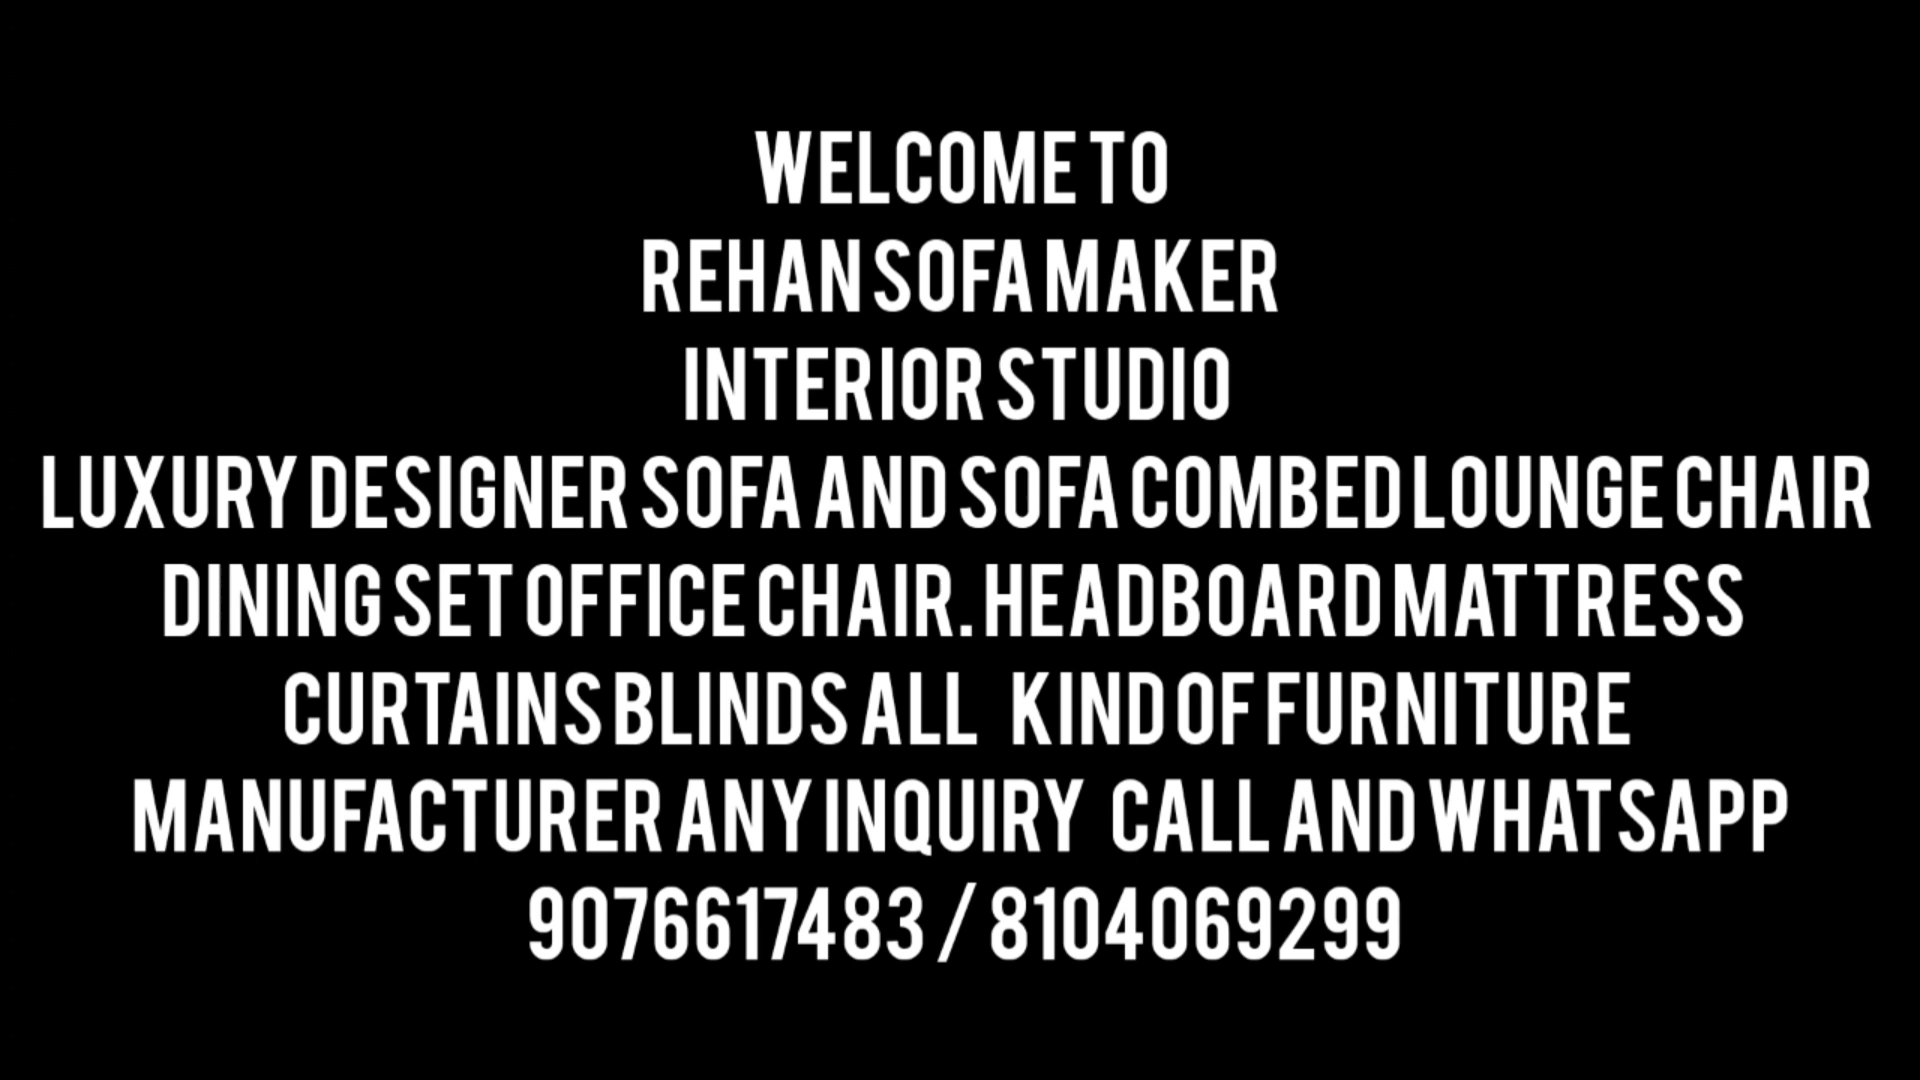 WELCOME TO
REHAN SOFA MAKER
INTERIOR STUDIO
LUXURY DESIGNER SOFA AND SOFA COMBED LOUNGE CHAIR
DINING SET OFFICE CHAIR. HEADBOARD MATTRESS
CURTAINS BLINDS ALL KIND OF FURNITURE
MANUFACTURER ANY INQUIRY CALL AND WHATSAPP
9076617483 / 8104069299